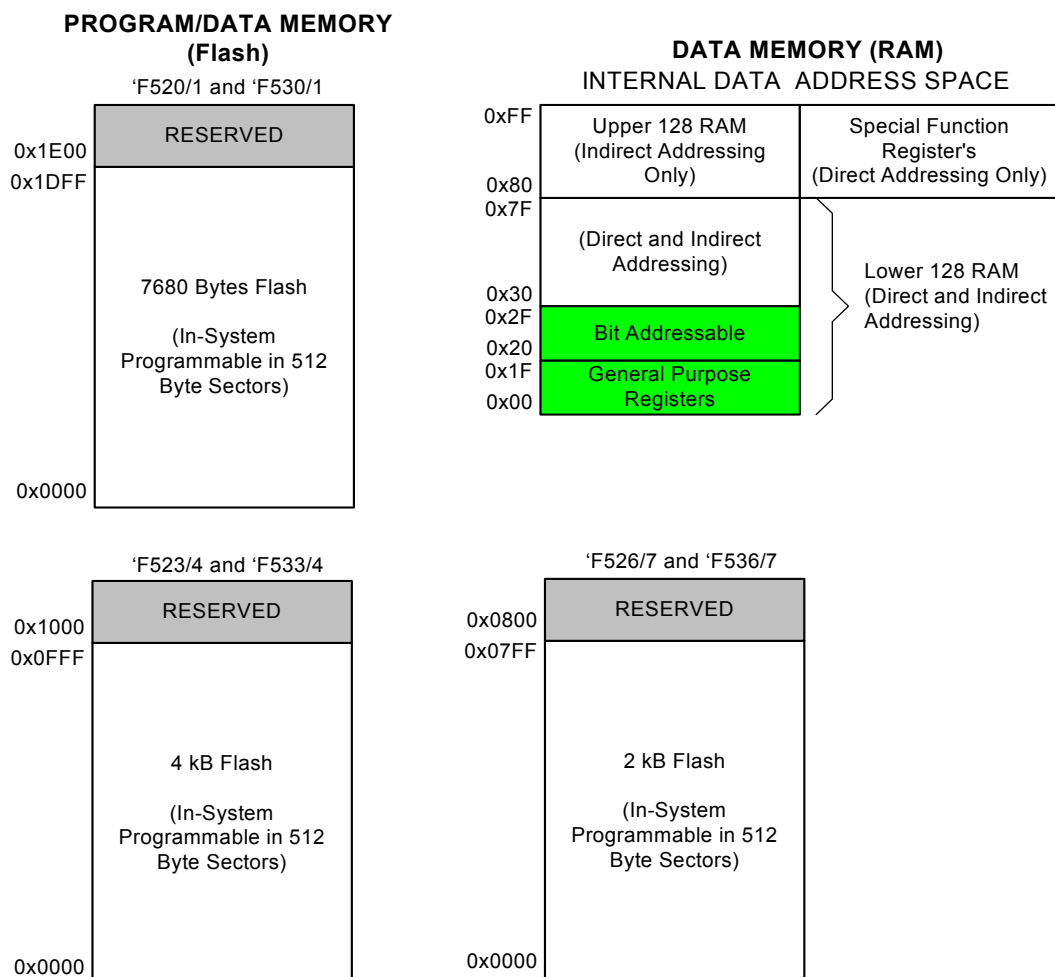 PROGRAM/DATA MEMORY
(Flash)
‘F520/1 and ‘F530/1
RESERVED
0x1E00
0x1DFF
7680 Bytes Flash
(In-System
Programmable in 512
Byte Sectors)
0x0000
DATA MEMORY (RAM)
INTERNAL DATA ADDRESS SPACE
0xFF
Upper 128 RAM
(Indirect Addressing
Only)
Special Function
Register's
(Direct Addressing Only)
0x80
0x7F
(Direct and Indirect
Addressing)
Lower 128 RAM
(Direct and Indirect
Addressing)
0x30
0x2F
Bit Addressable
0x20
0x1F
General Purpose
Registers
0x00
‘F523/4 and ‘F533/4
RESERVED
0x1000
0x0FFF
4 kB Flash
(In-System
Programmable in 512
Byte Sectors)
0x0000
‘F526/7 and ‘F536/7
RESERVED
0x0800
0x07FF
2 kB Flash
(In-System
Programmable in 512
Byte Sectors)
0x0000